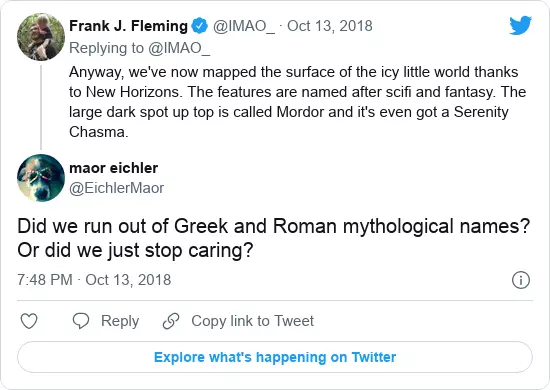 Frank J. Fleming @IMAO_ · Oct 13, 2018
Replying to @IMAO_
Anyway, we've now mapped the surface of the icy little world thanks
to New Horizons. The features are named after scifi and fantasy. The
large dark spot up top is called Mordor and it's even got a Serenity
Chasma.
maor eichler
@EichlerMaor
Did we run out of Greek and Roman mythological names?
Or did we just stop caring?
7:48 PM · Oct 13, 2018
Reply
Copy link to Tweet
Explore what's happening on Twitter